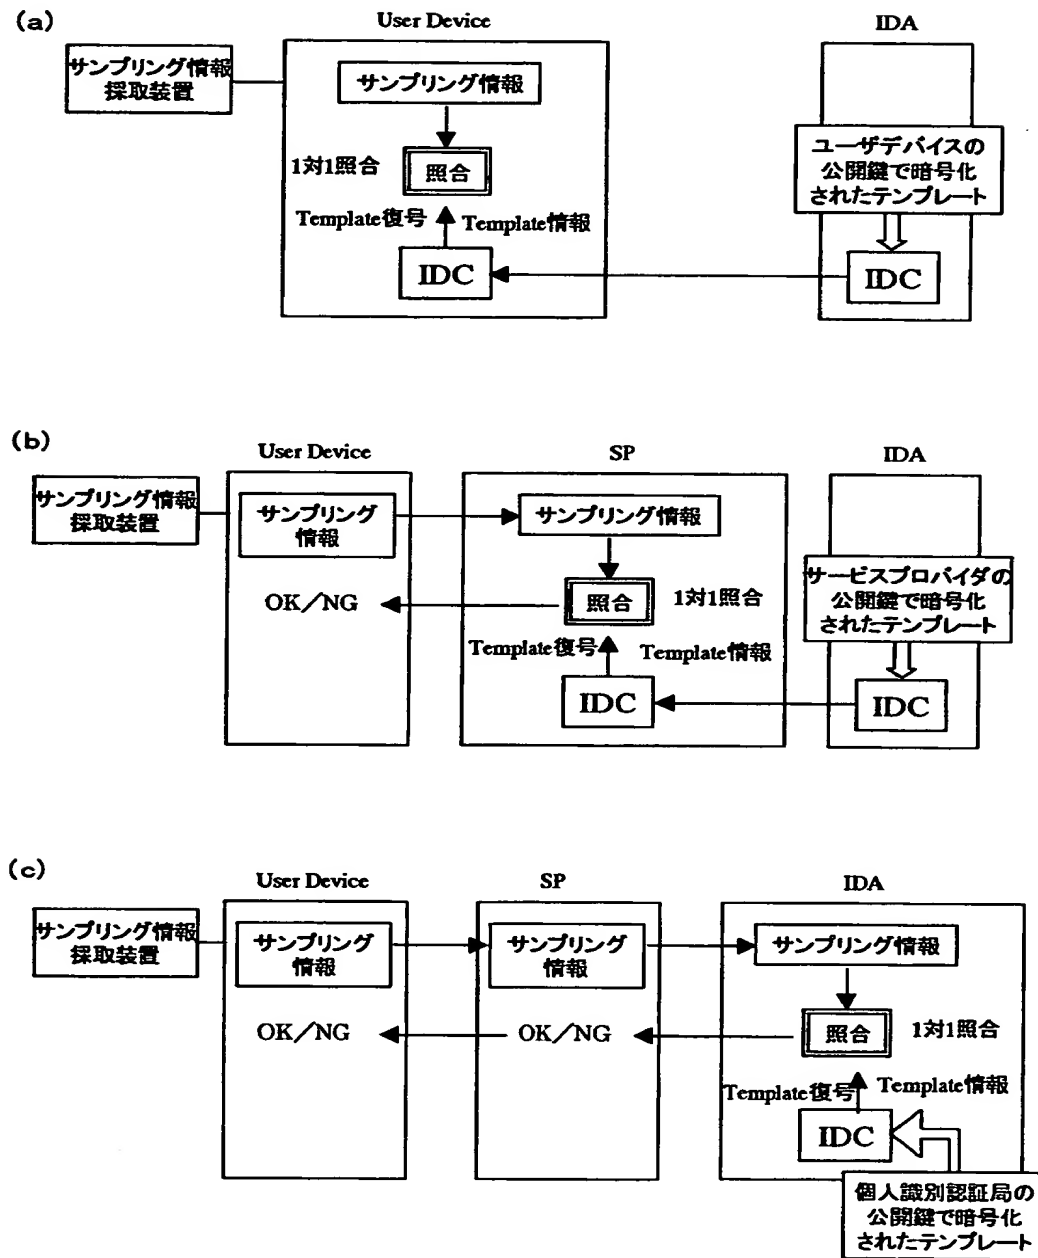 (a)
User Device
IDA
サンプリング情報
採取装置
サンプリング情報
1対1照合
照合
Template復号
Template情報
IDC
ユーザデバイスの
公開鍵で暗号化
されたテンプレート
IDC
(b)
User Device
SP
IDA
サンプリング情報
採取装置
サンプリング
情報
サンプリング情報
OK／NG
照合
1対1照合
Template復号
Template情報
IDC
サービスプロバイダの
公開鍵で暗号化
されたテンプレート
IDC
(c)
User Device
SP
IDA
サンプリング情報
採取装置
サンプリング
情報
サンプリング
情報
サンプリング情報
OK／NG
OK／NG
照合
1対1照合
Template復号
Template情報
IDC
個人識別認証局の
公開鍵で暗号化
されたテンプレート